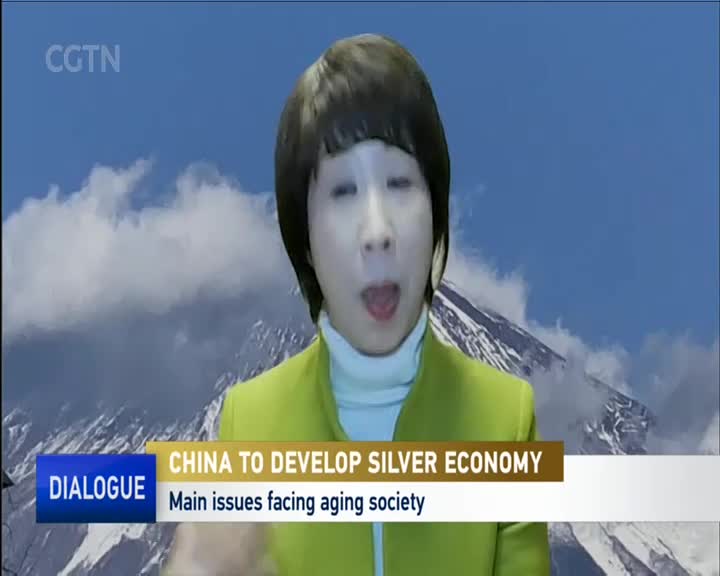 CGTN
CHINA TO DEVELOP SILVER ECONOMY
DIALOGUE
Main issues facing aging society